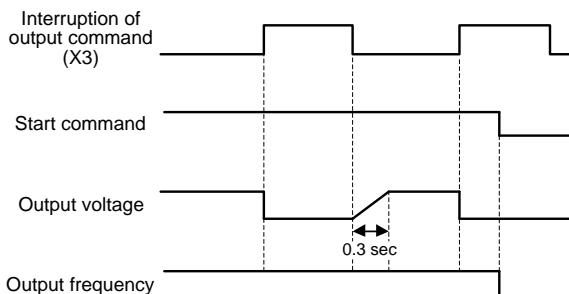 Interruption of
output command
(X3)
Start command
Output voltage
0.3 sec
Output frequency